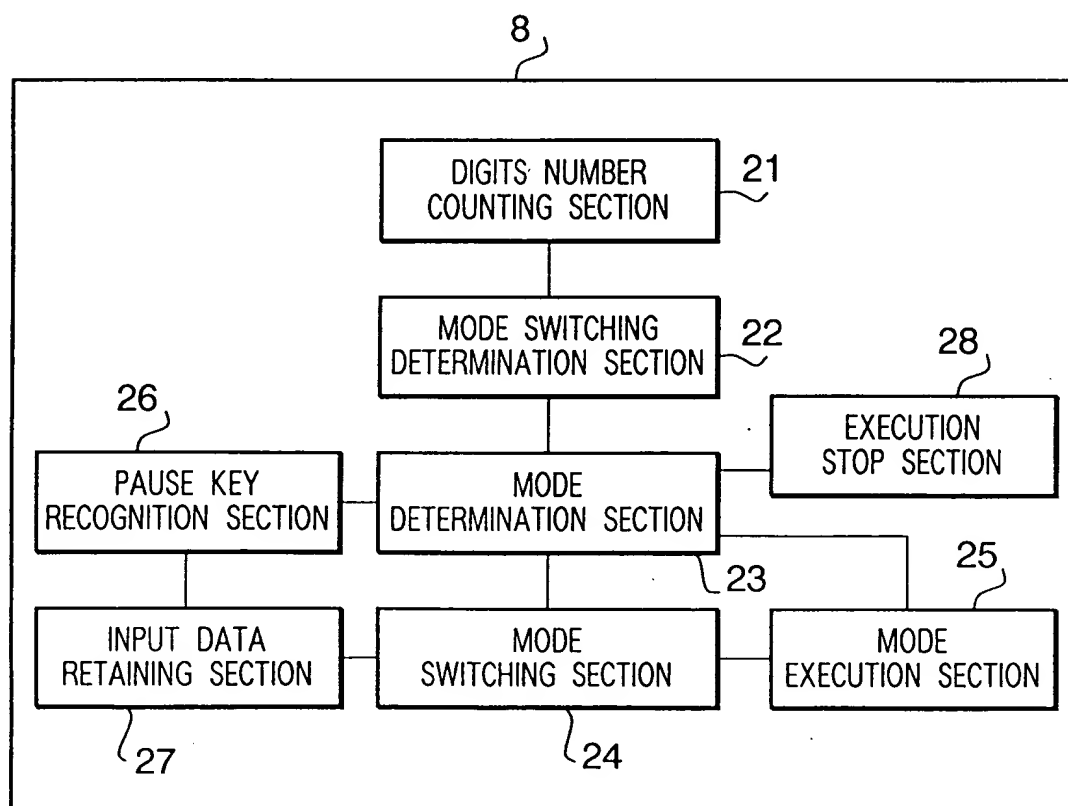 8
DIGITS NUMBER
COUNTING SECTION
21
MODE SWITCHING
DETERMINATION SECTION
22
28
EXECUTION
STOP SECTION
26
PAUSE KEY
RECOGNITION SECTION
MODE
DETERMINATION SECTION
23
25
INPUT DATA
RETAINING SECTION
27
MODE
SWITCHING SECTION
24
MODE
EXECUTION SECTION